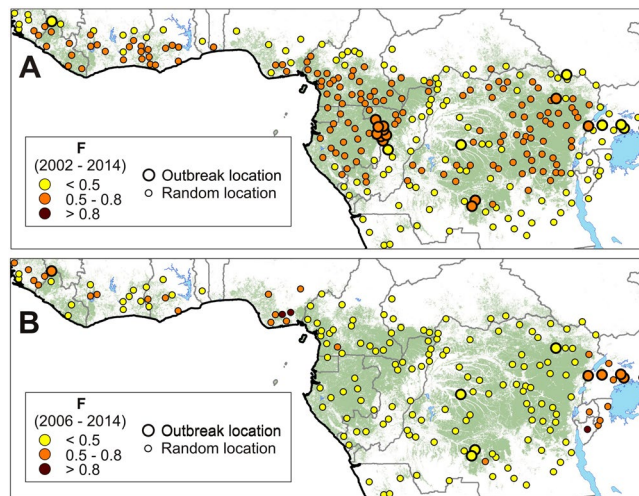 A
F
(2002 - 2014)
< 0.5
0.5 - 0.8
> 0.8
Outbreak location
Random location
B
F
(2006 - 2014)
< 0.5
0.5 - 0.8
> 0.8
Outbreak location
Random location